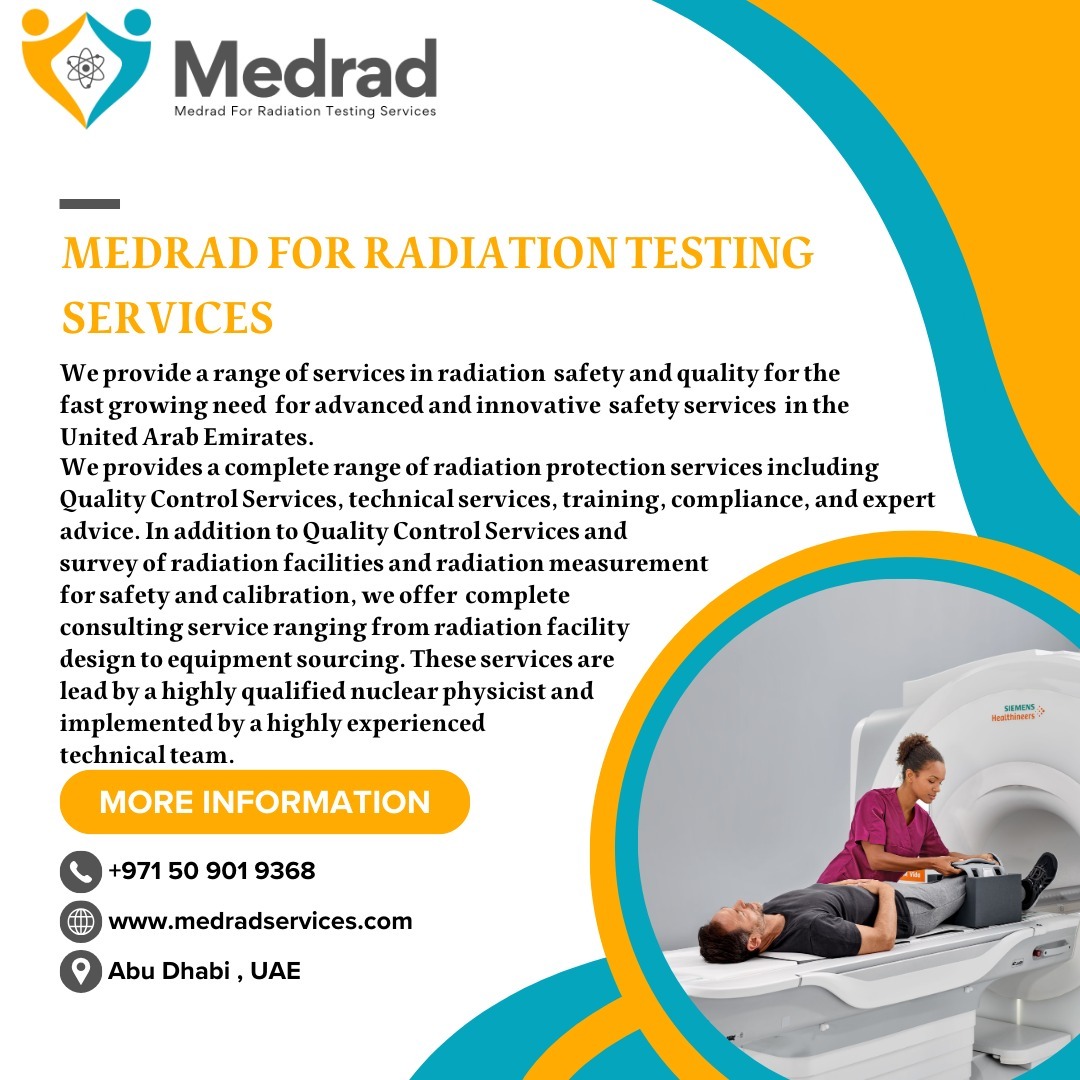 Medrad
Medrad For Radiation Testing Services
MEDRAD FOR RADIATION TESTING
SERVICES
We provide a range of services in radiation safety and quality for the
fast growing need for advanced and innovative safety services in the
United Arab Emirates.
We provides a complete range of radiation protection services including
Quality Control Services, technical services, training, compliance, and expert
advice. In addition to Quality Control Services and
survey of radiation facilities and radiation measurement
for safety and calibration, we offer complete
consulting service ranging from radiation facility
design to equipment sourcing. These services are
lead by a highly qualified nuclear physicist and
implemented by a highly experienced
technical team.
MORE INFORMATION
+971 50 901 9368
www.medradservices.com
Abu Dhabi , UAE
SIEMENS
Healthineers